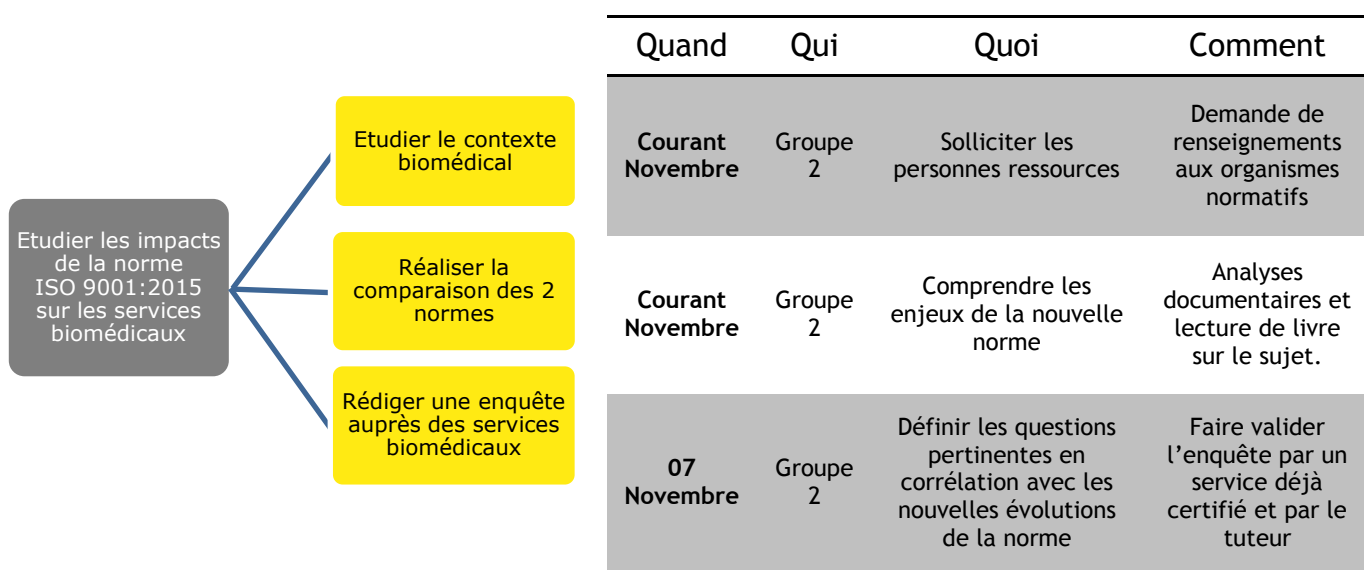 Etudier les impacts
de la norme
ISO 9001:2015
sur les services
biomédicaux
Etudier le contexte
biomédical
Réaliser la
comparaison des 2
normes
Rédiger une enquête
auprès des services
biomédicaux
Quand Qui Quoi Comment
Courant
Novembre
Groupe
2
Solliciter les
personnes ressources
Demande de
renseignements
aux organismes
normatifs
Courant
Novembre
Groupe
2
Comprendre les
enjeux de la nouvelle
norme
Analyses
documentaires et
lecture de livre
sur le sujet.
07
Novembre
Groupe
2
Définir les questions
pertinentes en
corrélation avec les
nouvelles évolutions
de la norme
Faire valider
l’enquête par un
service déjà
certifié et par le
tuteur